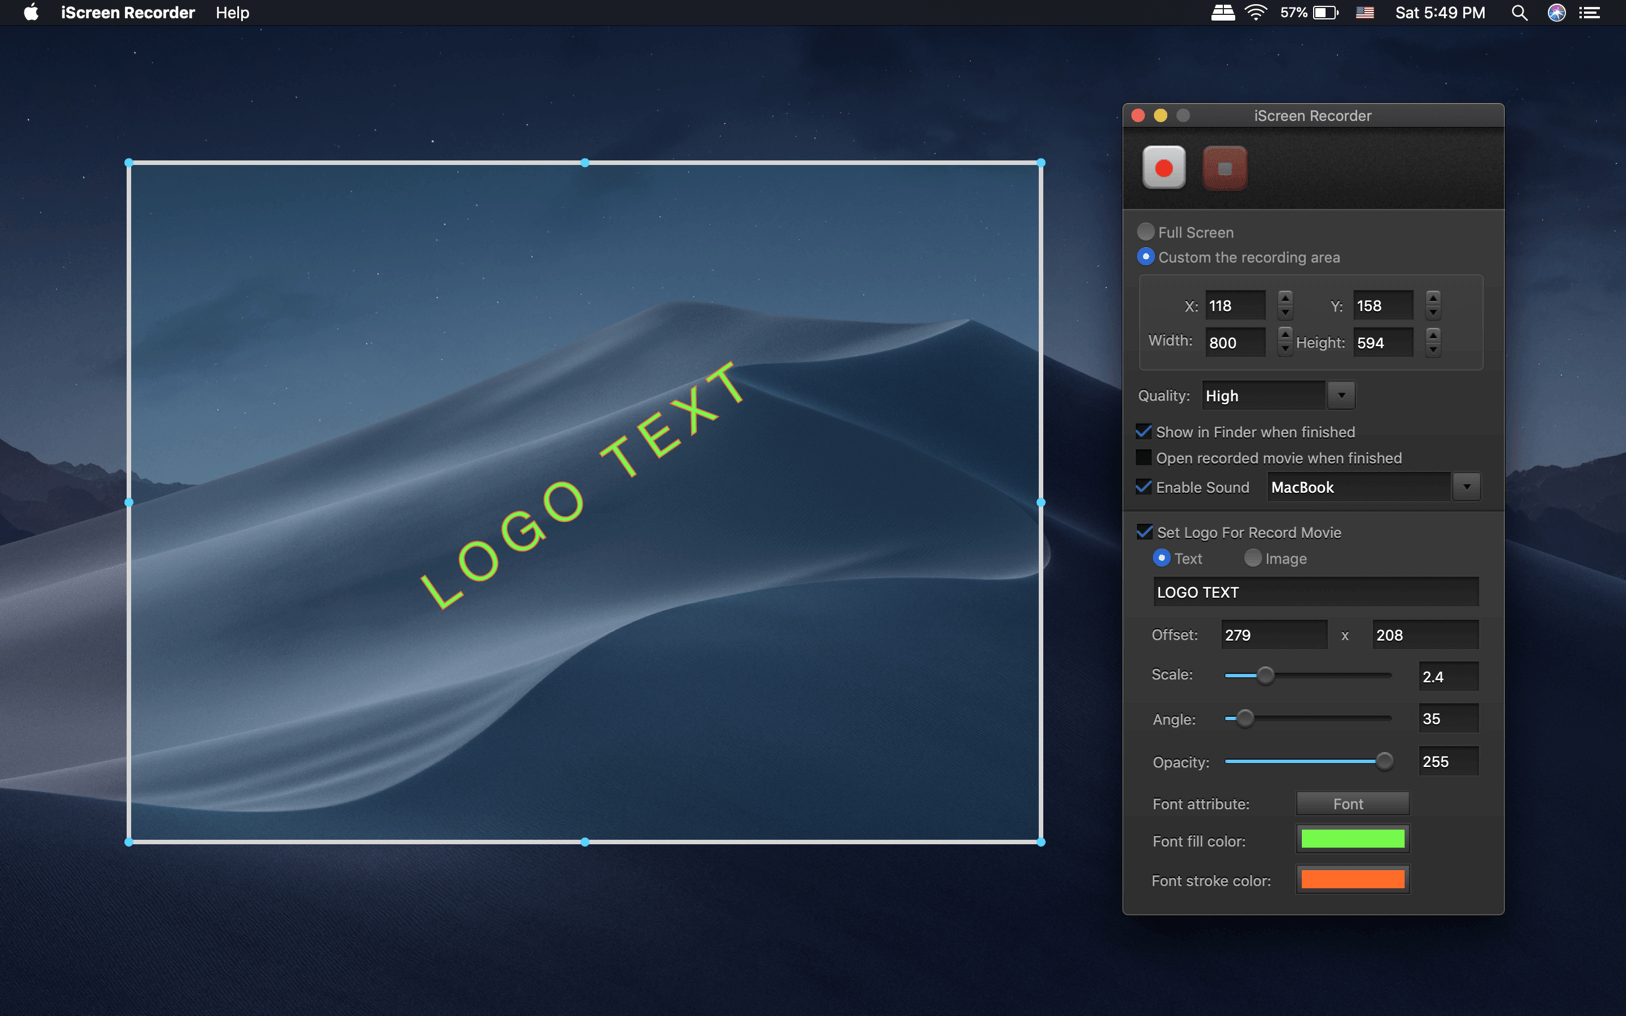 iScreen Recorder Help 57% Sat 5:49 PM
iScreen Recorder
Full Screen
Custom the recording area
X: 118 Y: 158
Width: 800 Height: 594
Quality: High
Show in Finder when finished
Open recorded movie when finished
Enable Sound MacBook
Set Logo For Record Movie
Text Image
LOGO TEXT
Offset: 279 x 208
Scale: 2.4
Angle: 35
Opacity: 255
Font attribute: Font
Font fill color:
Font stroke color:
LOGO TEXT